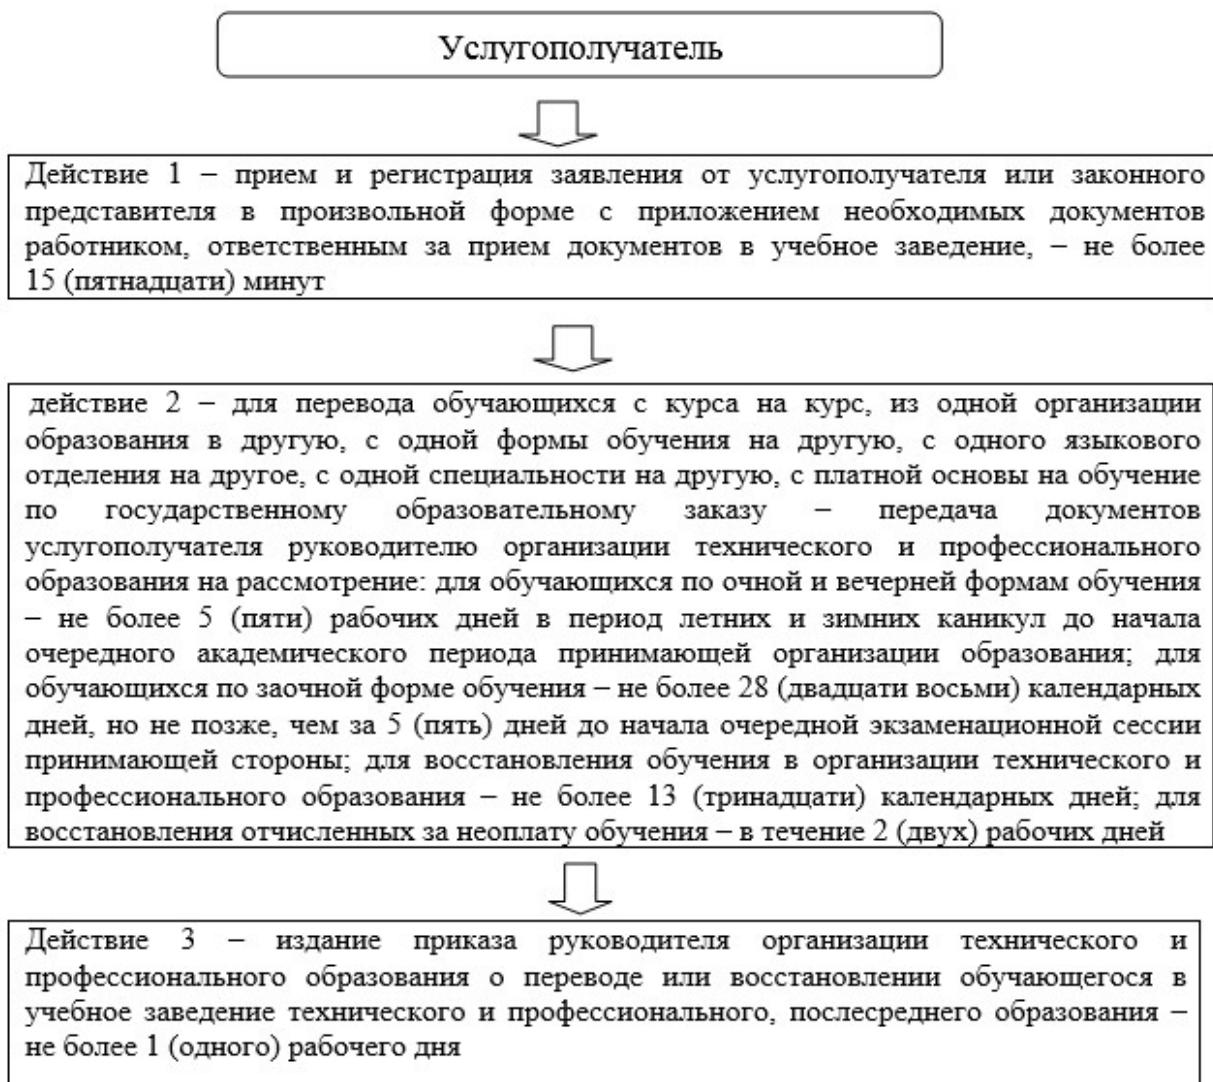 Услугополучатель
Действие 1 – прием и регистрация заявления от услугополучателя или законного
представителя в произвольной форме с приложением необходимых документов
работником, ответственным за прием документов в учебное заведение, – не более
15 (пятнадцати) минут
действие 2 – для перевода обучающихся с курса на курс, из одной организации
образования в другую, с одной формы обучения на другую, с одного языкового
отделения на другое, с одной специальности на другую, с платной основы на обучение
по государственному образовательному заказу – передача документов
услугополучателя руководителю организации технического и профессионального
образования на рассмотрение: для обучающихся по очной и вечерней формам обучения
– не более 5 (пяти) рабочих дней в период летних и зимних каникул до начала
очередного академического периода принимающей организации образования; для
обучающихся по заочной форме обучения – не более 28 (двадцати восьми) календарных
дней, но не позже, чем за 5 (пять) дней до начала очередной экзаменационной сессии
принимающей стороны; для восстановления обучения в организации технического и
профессионального образования – не более 13 (тринадцати) календарных дней; для
восстановления отчисленных за неоплату обучения – в течение 2 (двух) рабочих дней
Действие 3 – издание приказа руководителя организации технического и
профессионального образования о переводе или восстановлении обучающегося в
учебное заведение технического и профессионального, послесреднего образования –
не более 1 (одного) рабочего дня